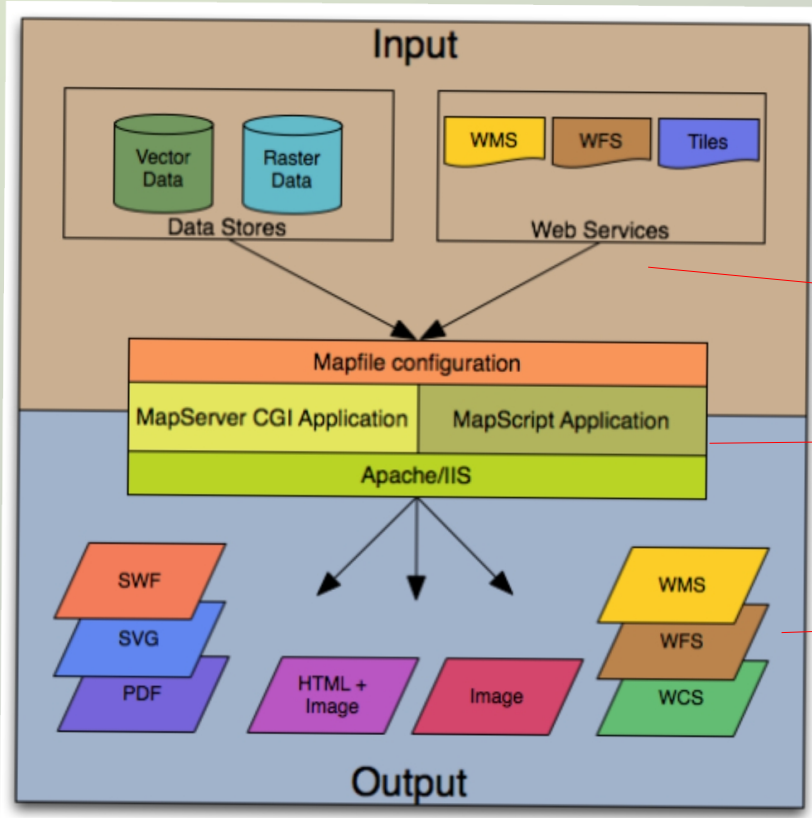 Input
Vector
Data
Raster
Data
Data Stores
WMS
WFS
Tiles
Web Services
Mapfile configuration
MapServer CGI Application
MapScript Application
Apache/IIS
SWF
SVG
PDF
HTML +
Image
Image
WMS
WFS
WCS
Output